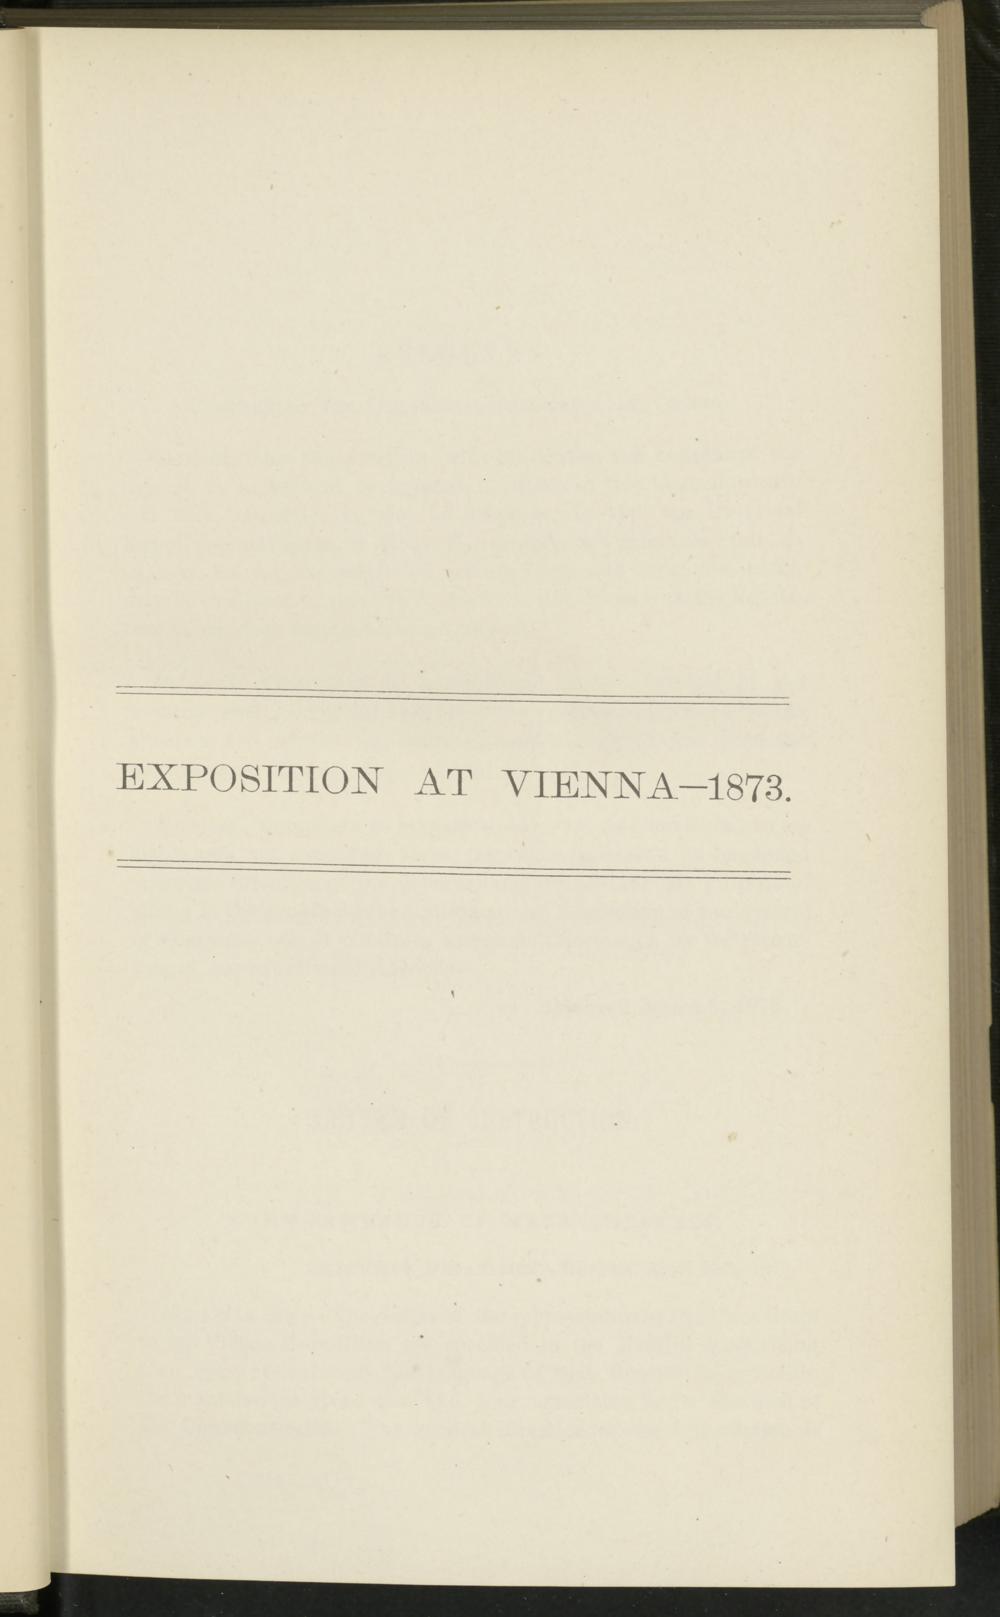 EXPOSITION AT VIENNA—1873.